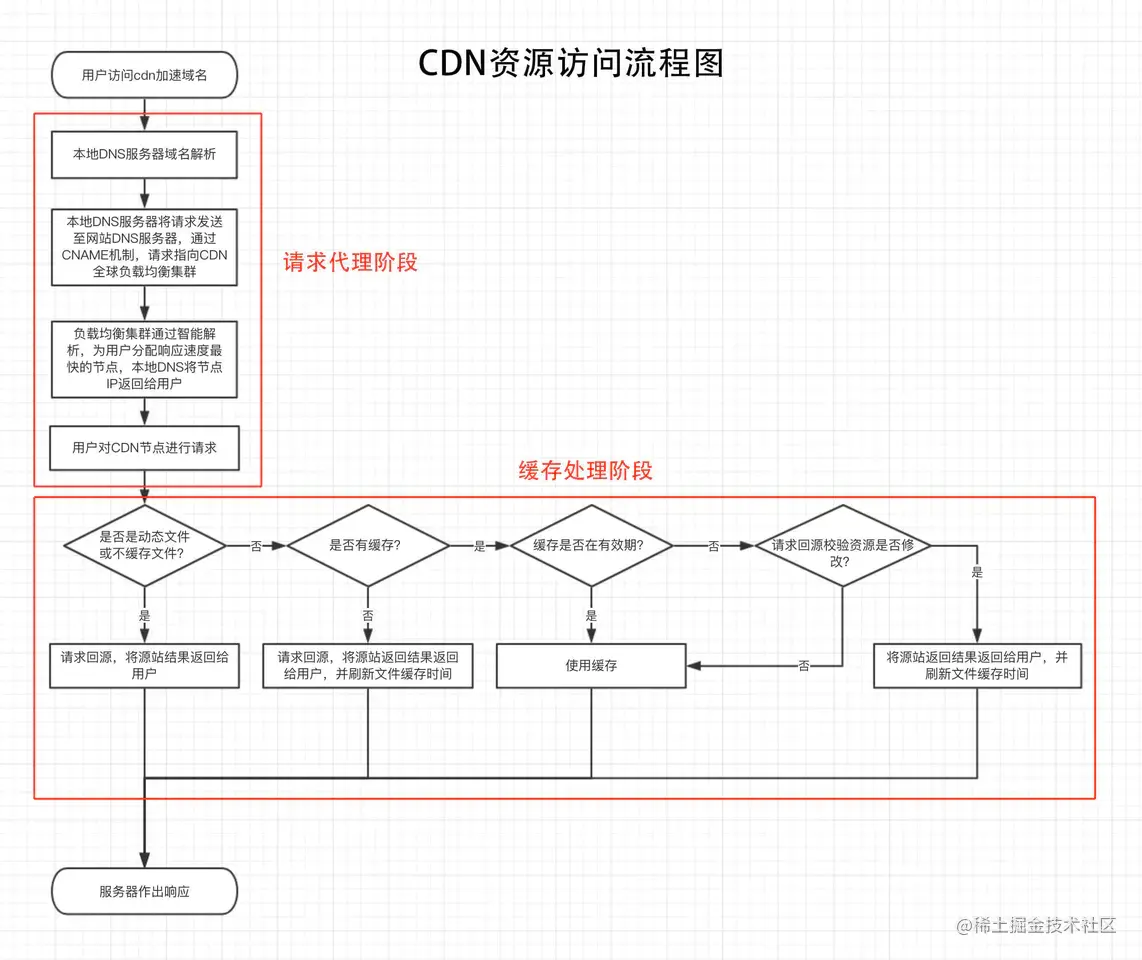 CDN资源访问流程图
用户访问cdn加速域名
本地DNS服务器域名解析
本地DNS服务器将请求发送
至网站DNS服务器，通过
CNAME机制，请求指向CDN
全球负载均衡集群
请求代理阶段
负载均衡集群通过智能解
析，为用户分配响应速度最
快的节点，本地DNS将节点
IP返回给用户
用户对CDN节点进行请求
缓存处理阶段
是否是动态文件
或不缓存文件?
否
是否有缓存?
是
缓存是否在有效期?
否
请求回源校验资源是否修
改?
是
是
否
是
请求回源，将源站结果返回给
用户
请求回源，将源站返回结果返回
给用户，并刷新文件缓存时间
使用缓存
否
将源站返回结果返回给用户，并
刷新文件缓存时间
服务器作出响应
@稀土掘金技术社区